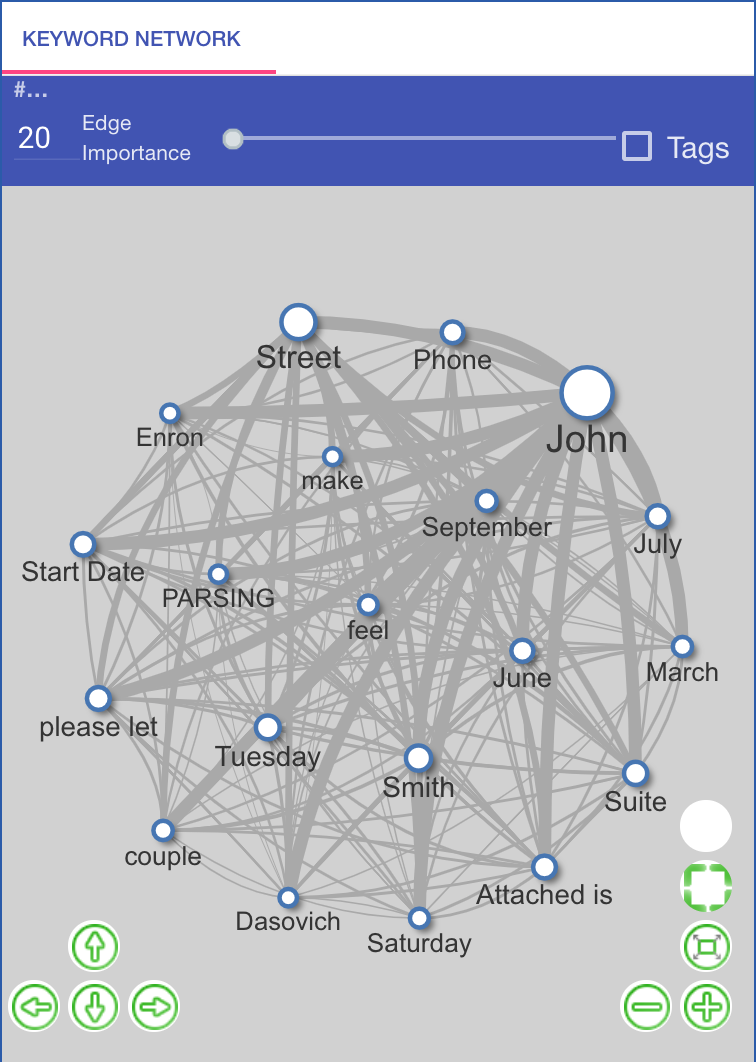 KEYWORD NETWORK
#...
20
Edge
Importance
Tags
Street
Phone
John
Enron
make
September
July
Start Date
PARSING
feel
June
March
please let
Tuesday
Smith
Suite
couple
Attached is
Dasovich
Saturday